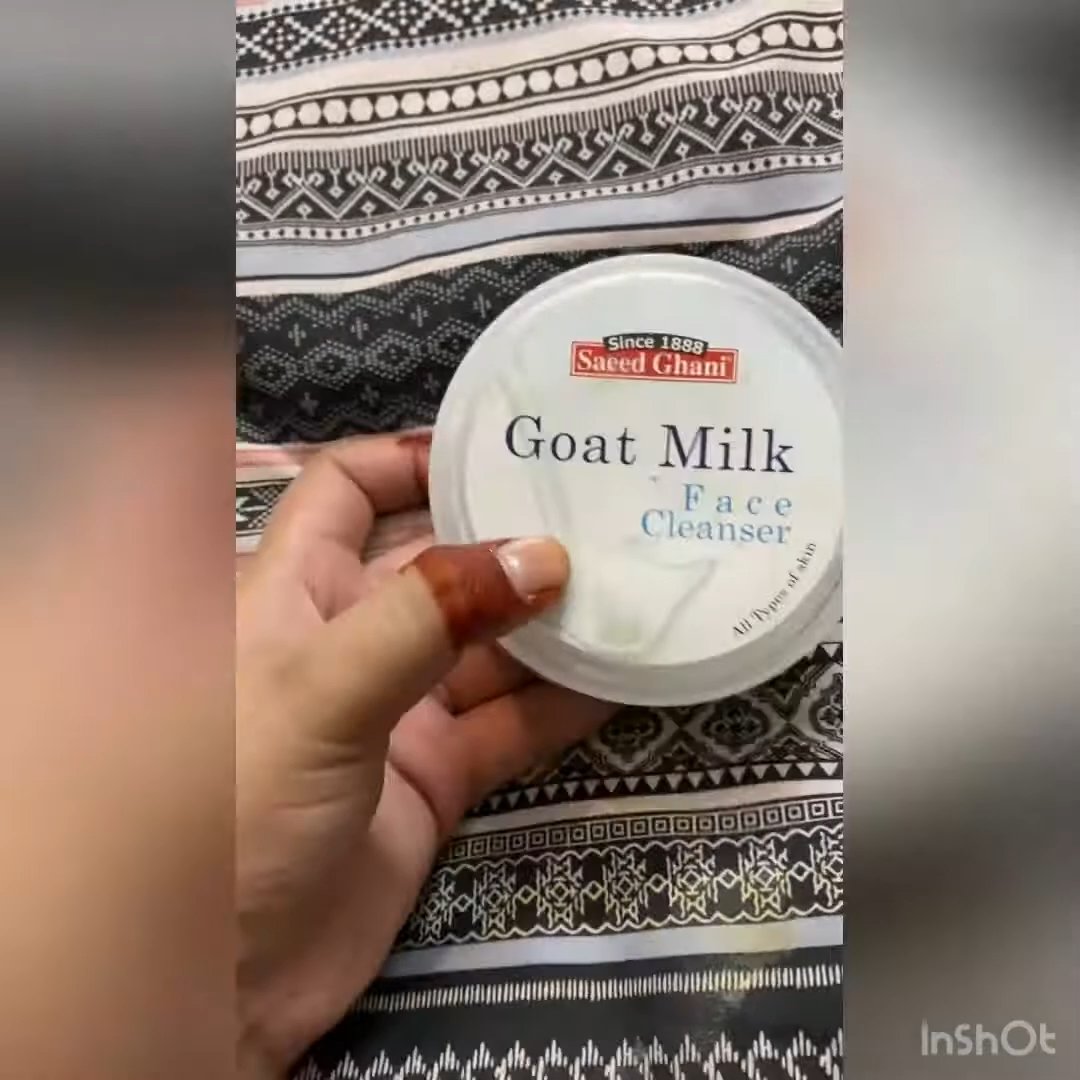 Since 1888
Saeed Ghani
Goat Milk
Face
Cleanser
All Types of skin
InShOt